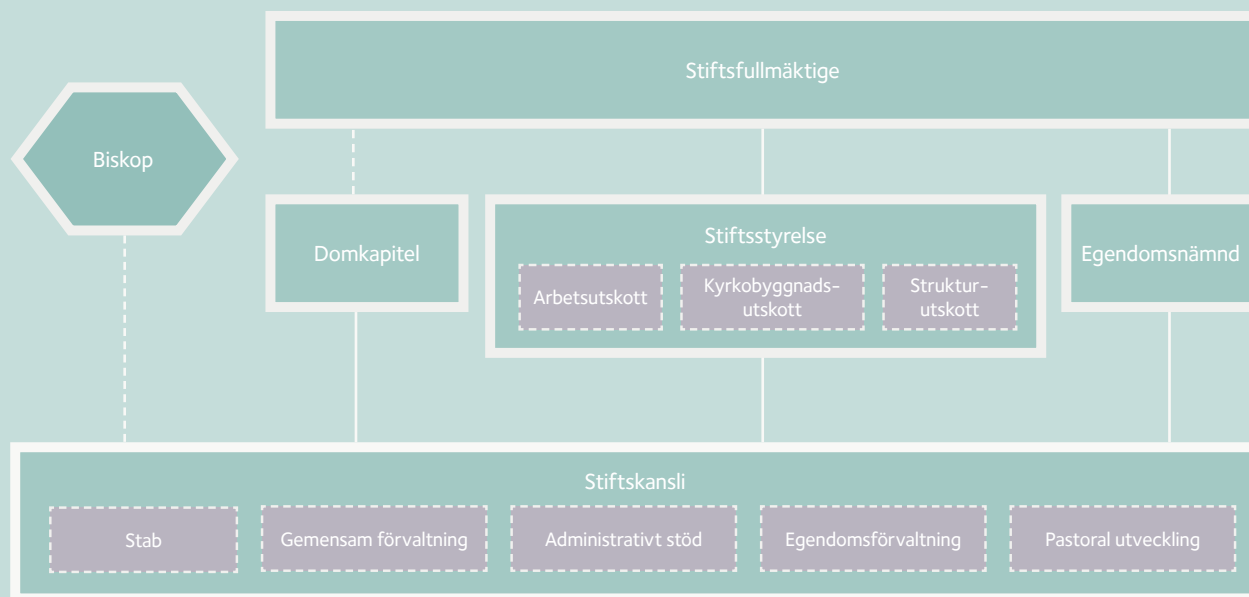 Stiftsfullmäktige
Biskop
Domkapitel
Stiftsstyrelse
Egendomsnämnd
Arbetsutskott
Kyrkobyggnads-
utskott
Struktur-
utskott
Stiftskansli
Stab
Gemensam förvaltning
Administrativt stöd
Egendomsförvaltning
Pastoral utveckling